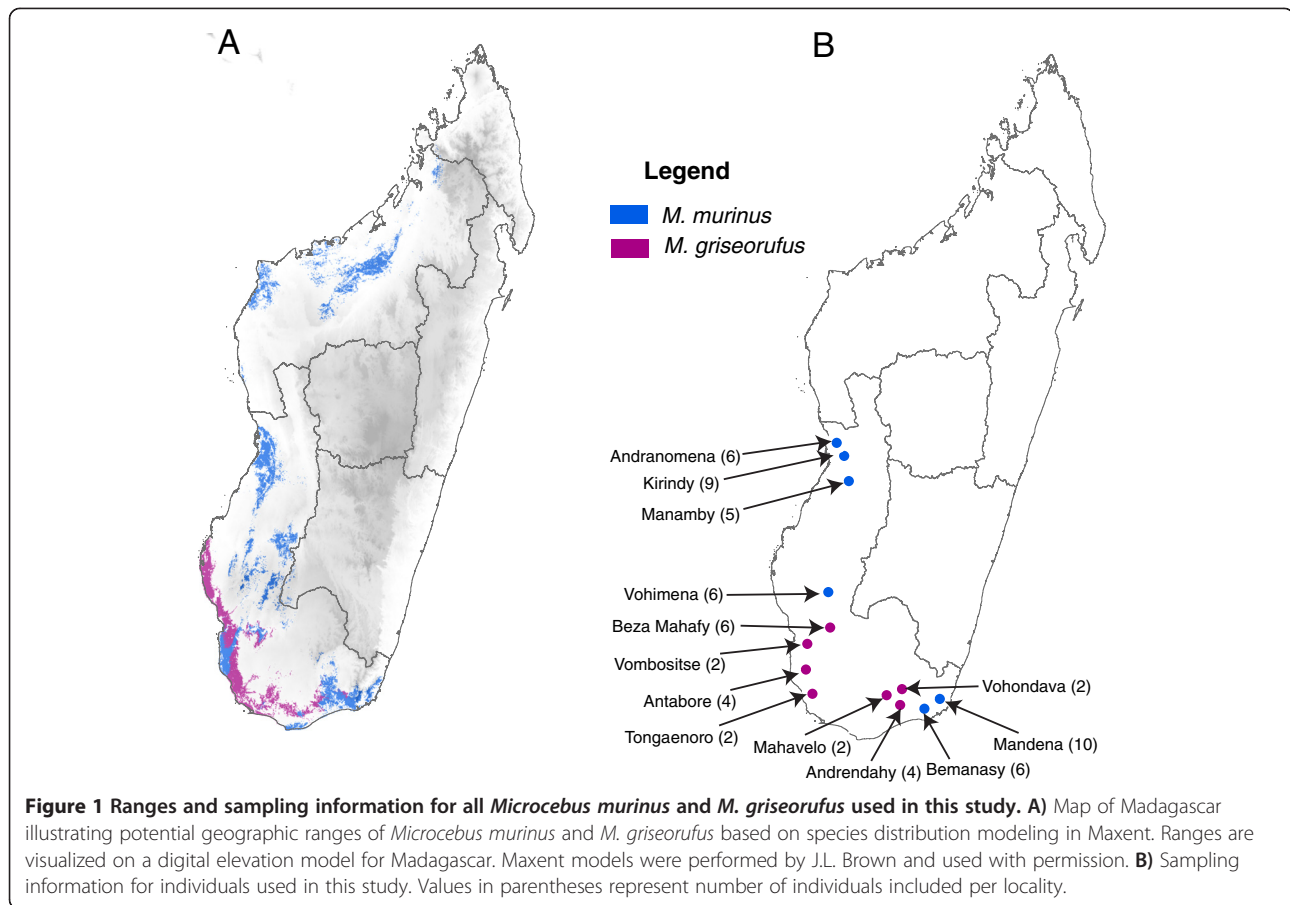 A
B
Legend
M. murinus
M. griseorufus
Andranomena (6)
Kirindy (9)
Manamby (5)
Vohimena (6)
Beza Mahafy (6)
Vombositse (2)
Antabore (4)
Tongaenoro (2)
Mahavelo (2)
Andrendahy (4)
Bemanasy (6)
Mandena (10)
Vohondava (2)
Figure 1 Ranges and sampling information for all Microcebus murinus and M. griseorufus used in this study. A) Map of Madagascar
illustrating potential geographic ranges of Microcebus murinus and M. griseorufus based on species distribution modeling in Maxent. Ranges are
visualized on a digital elevation model for Madagascar. Maxent models were performed by J.L. Brown and used with permission. B) Sampling
information for individuals used in this study. Values in parentheses represent number of individuals included per locality.